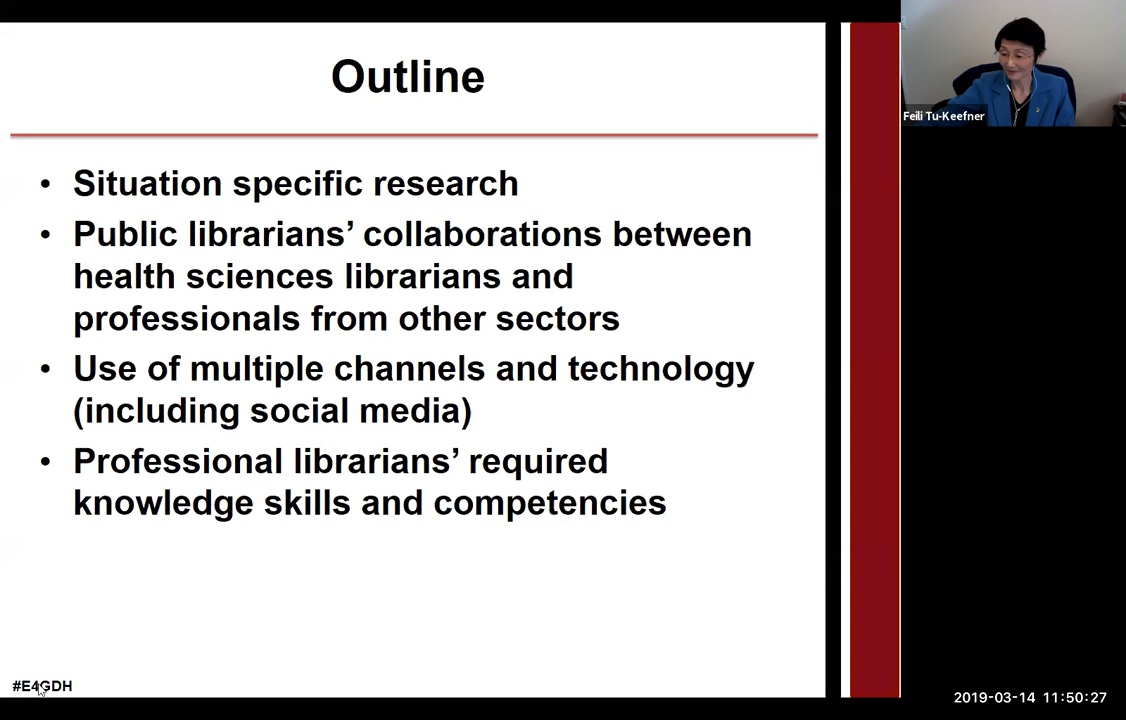 Outline
• Situation specific research
• Public librarians’ collaborations between
health sciences librarians and
professionals from other sectors
• Use of multiple channels and technology
(including social media)
• Professional librarians’ required
knowledge skills and competencies
#E4GDH
Feili Tu-Keefner
2019-03-14 11:50:27